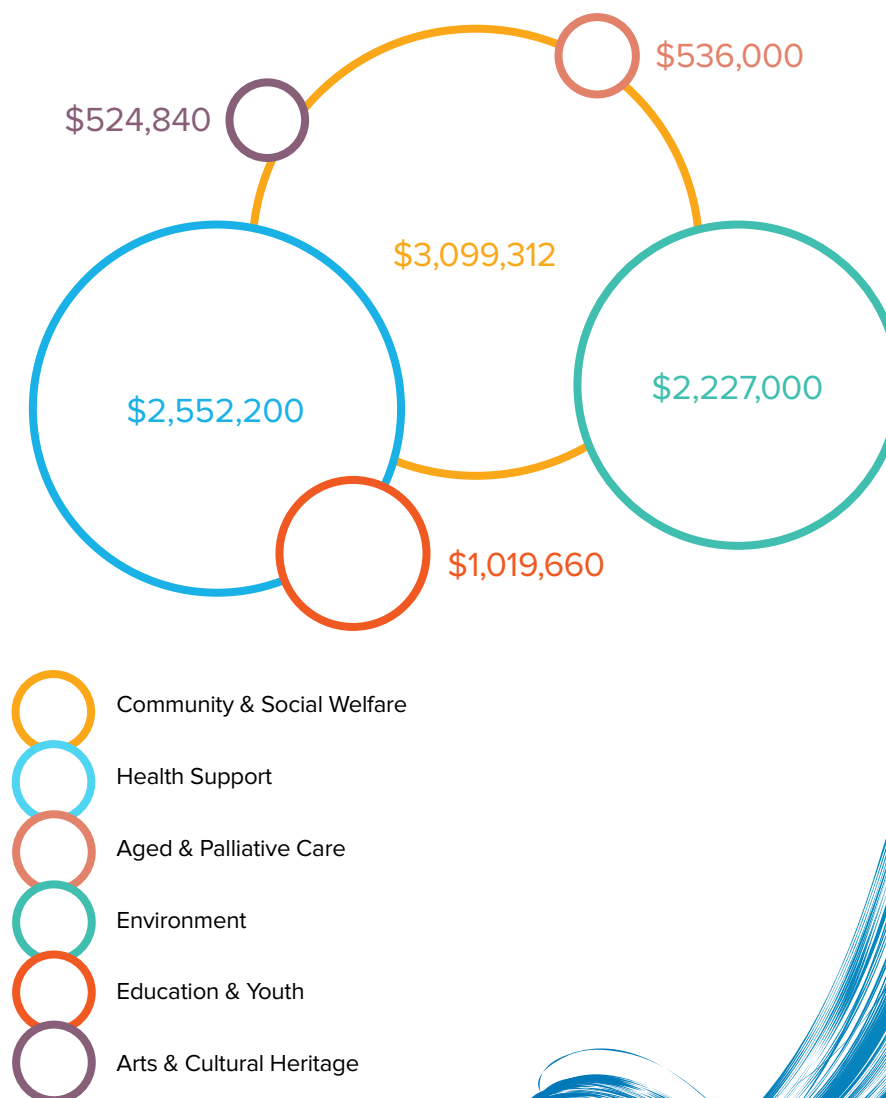 $536,000
$524,840
$3,099,312
$2,227,000
$2,552,200
$1,019,660
Community & Social Welfare
Health Support
Aged & Palliative Care
Environment
Education & Youth
Arts & Cultural Heritage